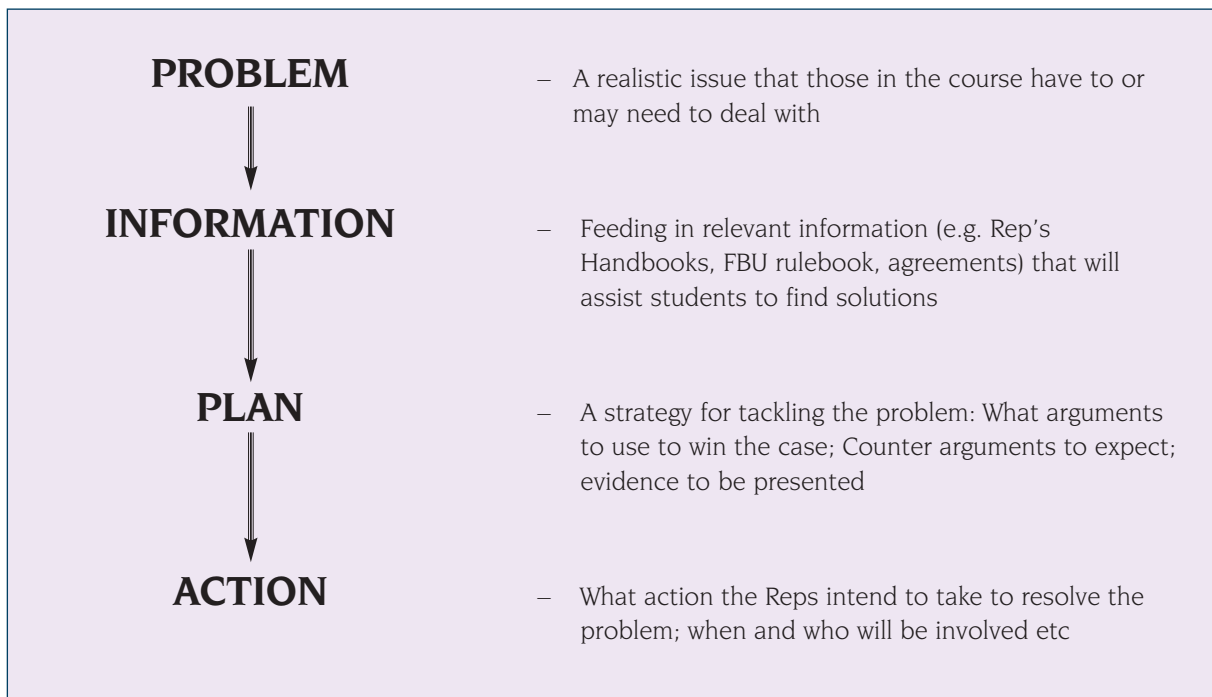 PROBLEM
– A realistic issue that those in the course have to or
may need to deal with
INFORMATION
– Feeding in relevant information (e.g. Rep’s
Handbooks, FBU rulebook, agreements) that will
assist students to find solutions
PLAN
– A strategy for tackling the problem: What arguments
to use to win the case; Counter arguments to expect;
evidence to be presented
ACTION
– What action the Reps intend to take to resolve the
problem; when and who will be involved etc